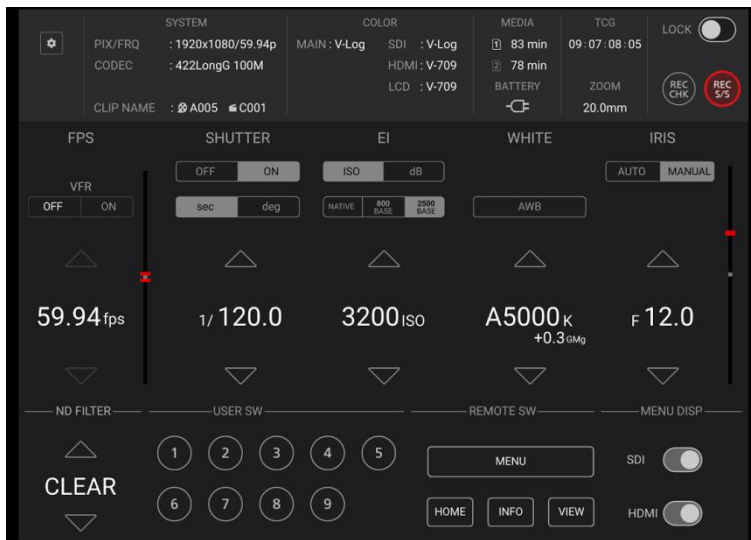 SYSTEM
COLOR
MEDIA
TCG
LOCK
PIX/FRQ : 1920x1080/59.94p
MAIN : V-Log
SDI : V-Log
1 83 min
09:07:08:05
CODEC : 422LongG 100M
HDMI : V-709
2 78 min
LCD : V-709
BATTERY
ZOOM
REC CHK
REC S/S
CLIP NAME : A005 C001
20.0mm
FPS
SHUTTER
EI
WHITE
IRIS
OFF ON
ISO dB
AUTO MANUAL
VFR
OFF ON
sec deg
NATIVE 800 BASE 2500 BASE
AWB
59.94 fps
1/ 120.0
3200 ISO
A5000 K
+0.3 GMg
F 12.0
ND FILTER
USER SW
REMOTE SW
MENU DISP
CLEAR
1 2 3 4 5
MENU
SDI
6 7 8 9
HOME INFO VIEW
HDMI